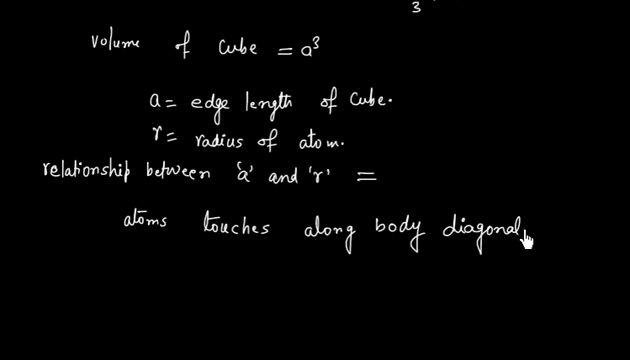 3
volume of cube = a³
a = edge length of cube.
r = radius of atom.
relationship between 'a' and 'r' =
atoms touches along body diagonal